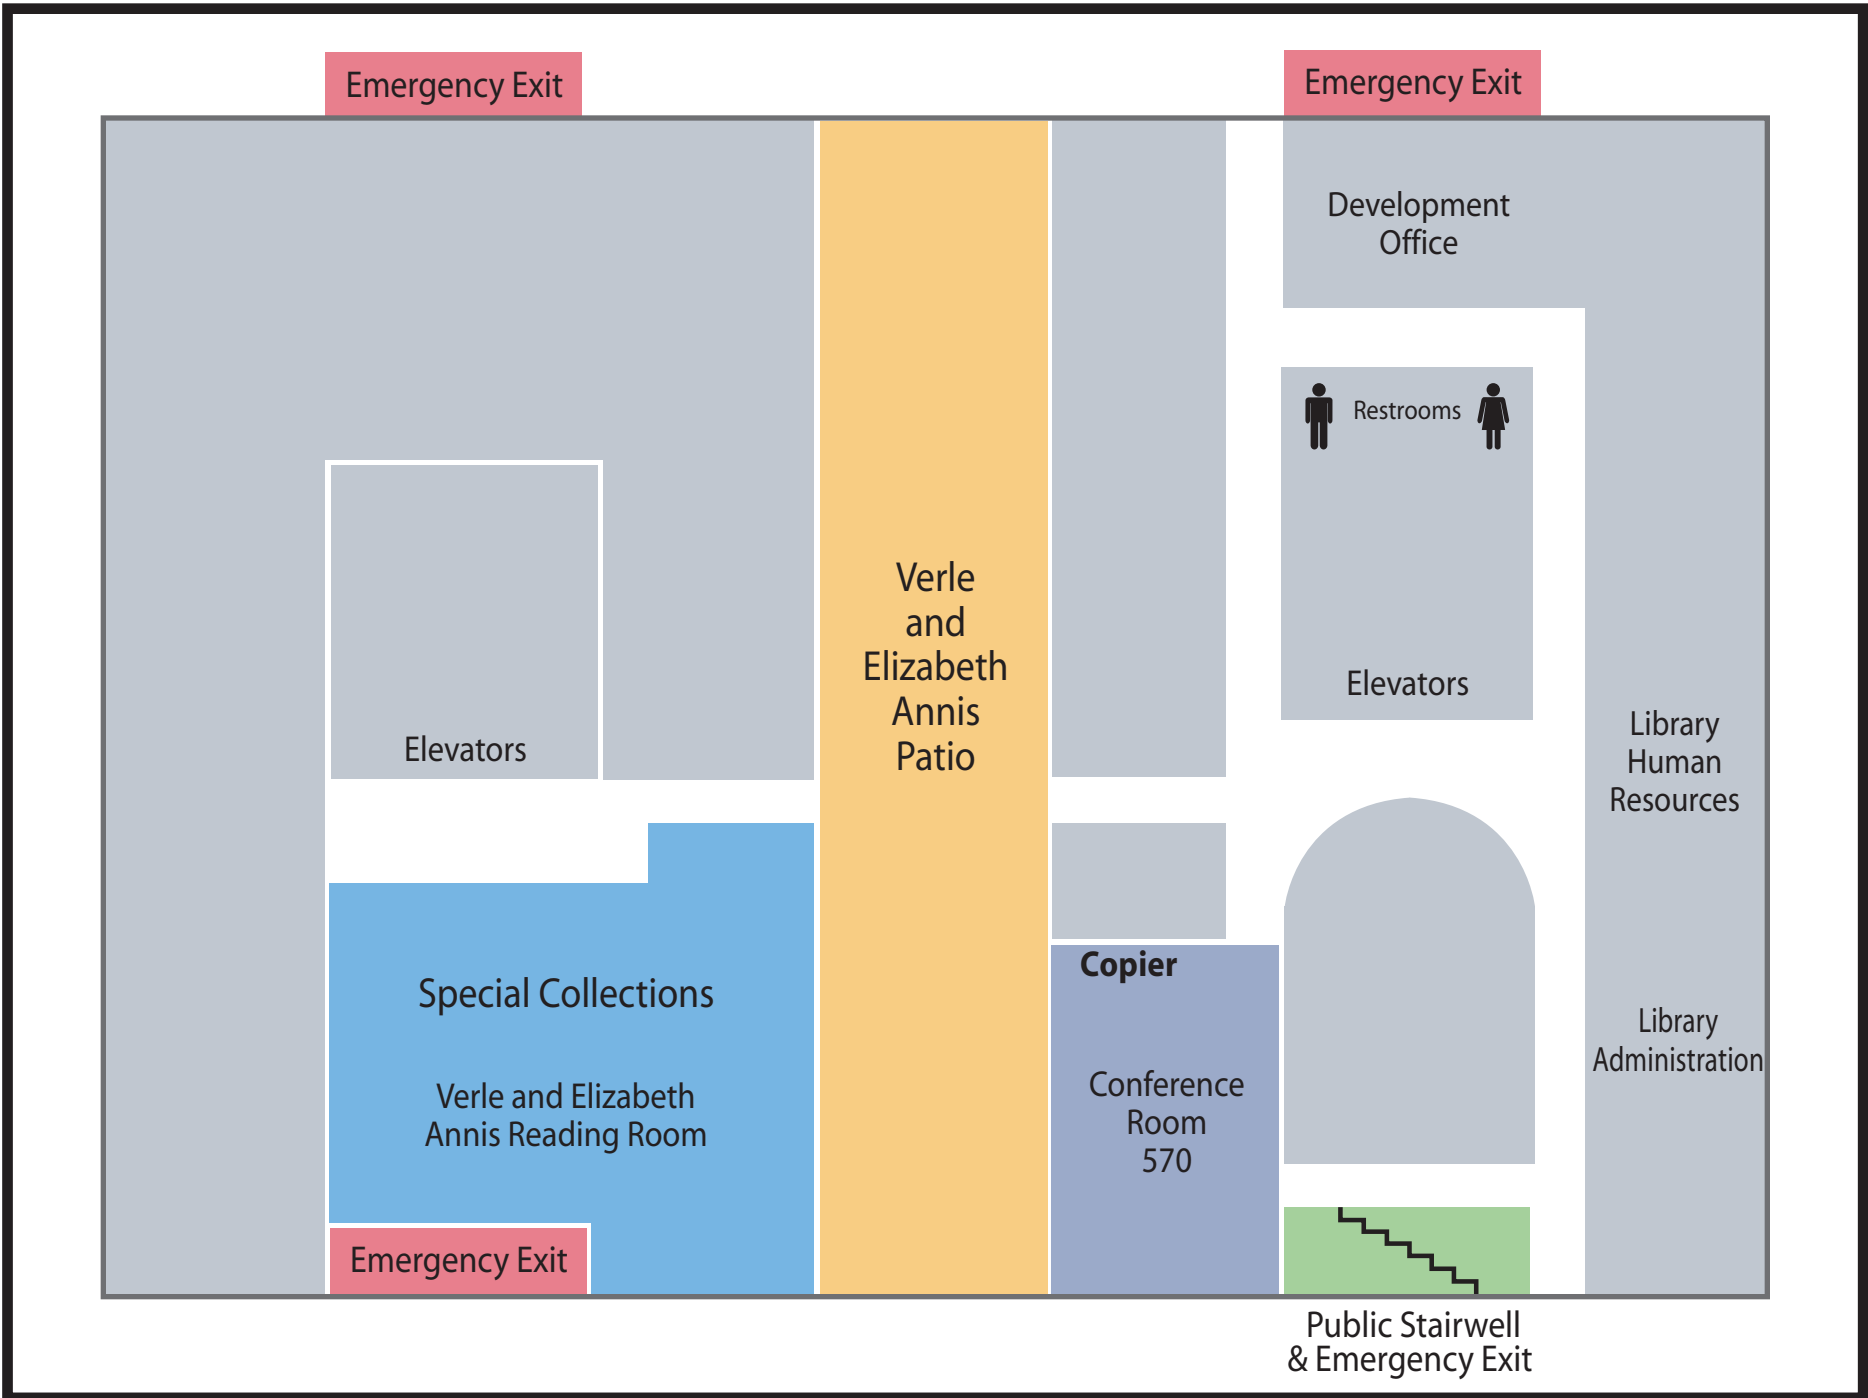 Emergency Exit
Emergency Exit
Development
Office
Restrooms
Verle
and
Elizabeth
Annis
Patio
Elevators
Elevators
Library
Human
Resources
Copier
Special Collections
Verle and Elizabeth
Annis Reading Room
Conference
Room
570
Library
Administration
Emergency Exit
Public Stairwell
& Emergency Exit